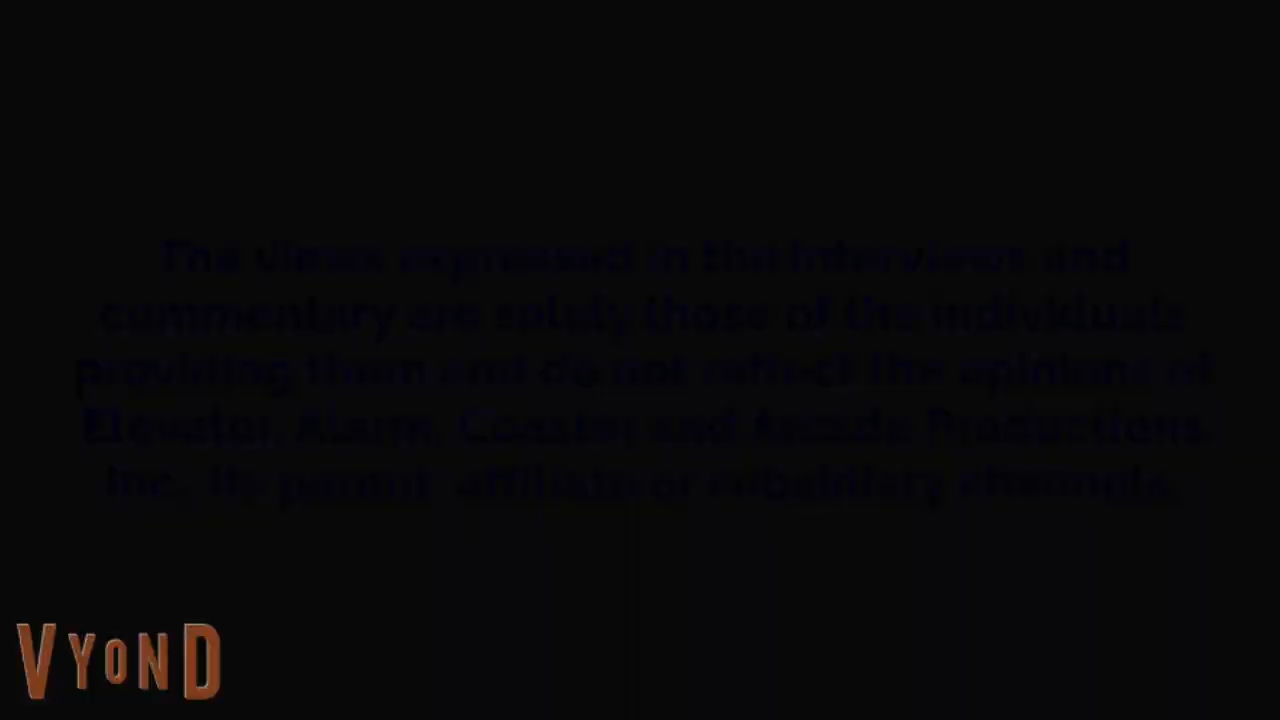 The views expressed in the interviews and
commentary are solely those of the individuals
providing them and do not reflect the opinions of
Elevator, Alarm, Coaster and Arcade Productions
Inc., its parent, affiliate or subsidiary channels.
VYOND